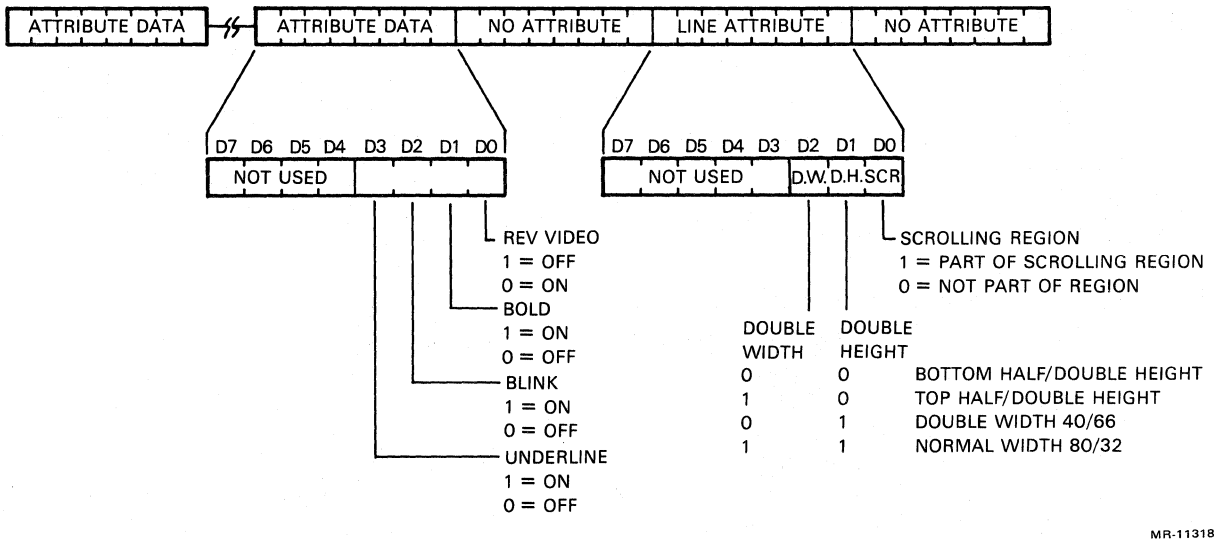 ATTRIBUTE DATA ATTRIBUTE DATA NO ATTRIBUTE LINE ATTRIBUTE NO ATTRIBUTE
D7 D6 D5 D4 D3 D2 D1 D0 D7 D6 D5 D4 D3 D2 D1 D0
NOT USED NOT USED D.W. D.H. SCR
REV VIDEO
1 = OFF
0 = ON
BOLD
1 = ON
0 = OFF
BLINK
1 = ON
0 = OFF
UNDERLINE
1 = ON
0 = OFF
SCROLLING REGION
1 = PART OF SCROLLING REGION
0 = NOT PART OF REGION
DOUBLE DOUBLE
WIDTH HEIGHT
0 0 BOTTOM HALF/DOUBLE HEIGHT
1 0 TOP HALF/DOUBLE HEIGHT
0 1 DOUBLE WIDTH 40/66
1 1 NORMAL WIDTH 80/32
MR-11318